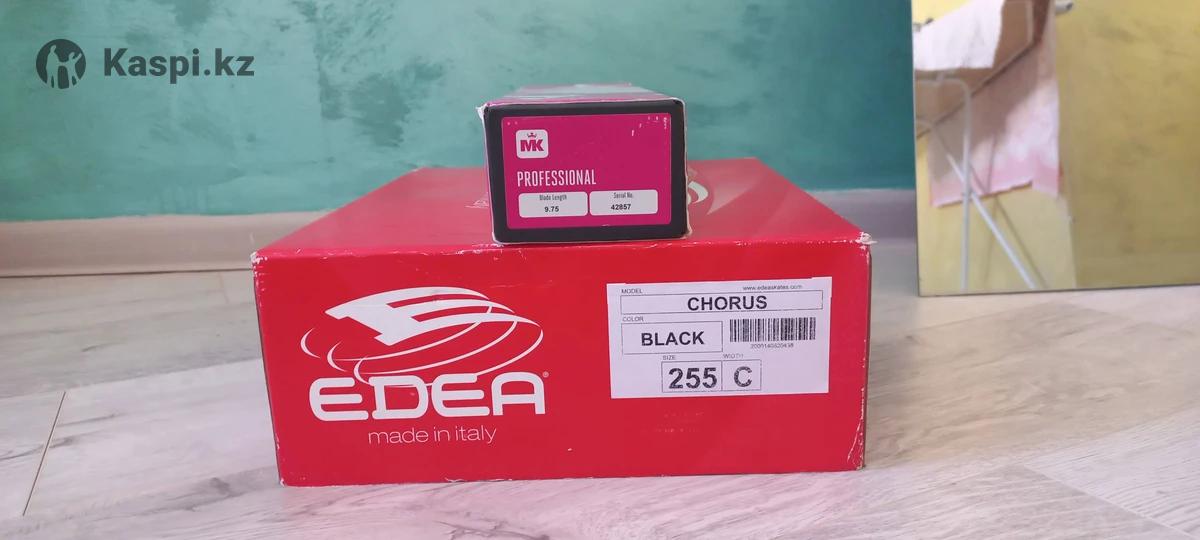 Kaspi.kz
MK
PROFESSIONAL
Blade Length
9.75
Serial No.
42857
EDEA®
made in italy
MODEL
www.edeaskates.com
CHORUS
COLOR
BLACK
SIZE
WIDTH
255
C